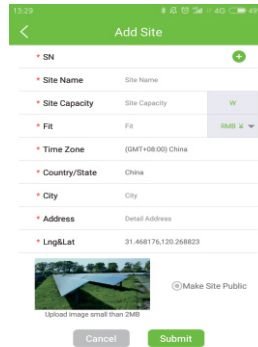 13:29 4G 49
Add Site
* SN
* Site Name Site Name
* Site Capacity Site Capacity W
* Fit Fit RMB ¥
* Time Zone (GMT+08:00) China
* Country/State China
* City City
* Address Detail Address
* Lng&Lat 31.468176,120.268823
Make Site Public
Upload image small than 2MB
Cancel Submit